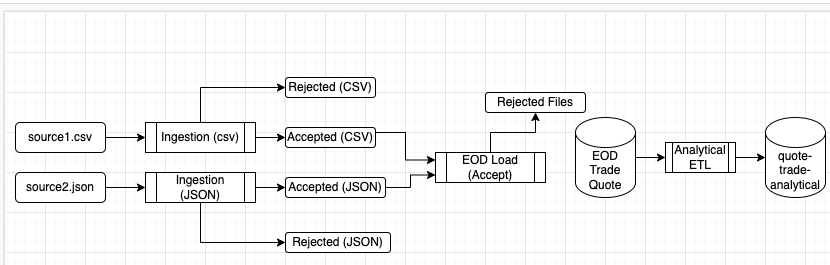 Rejected (CSV)
Rejected Files
source1.csv
Ingestion (csv)
Accepted (CSV)
EOD Load
(Accept)
EOD
Trade
Quote
Analytical
ETL
quote-
trade-
analytical
source2.json
Ingestion
(JSON)
Accepted (JSON)
Rejected (JSON)